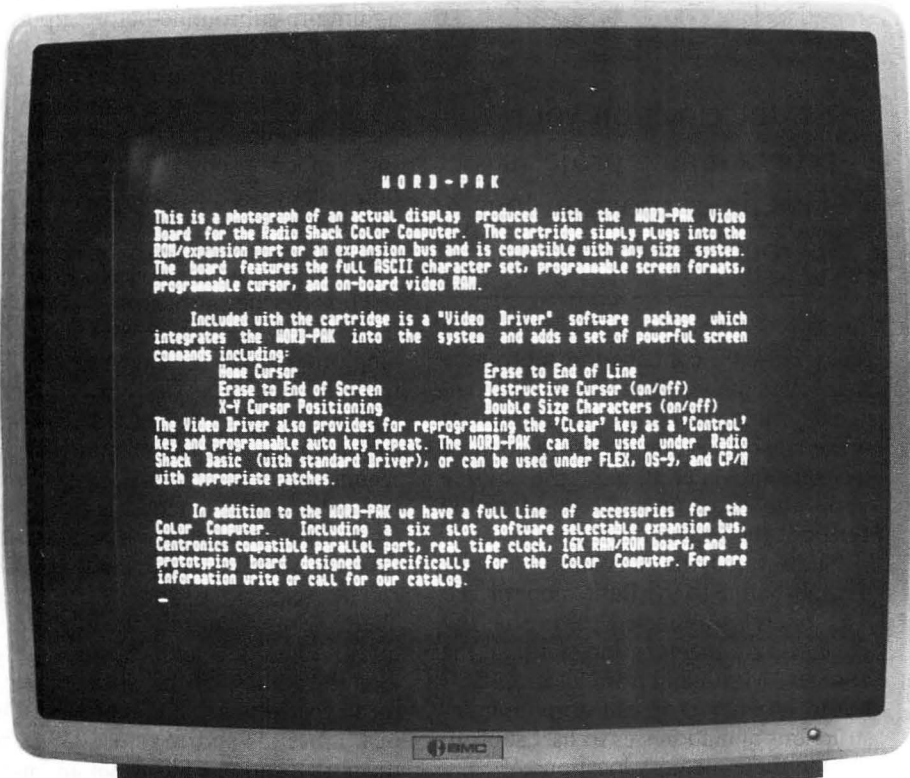 WORD-PAK
This is a photograph of an actual display produced with the WORD-PAK Video
Board for the Radio Shack Color Computer. The cartridge simply plugs into the
ROM/expansion port or an expansion bus and is compatible with any size system.
The board features the full ASCII character set, programmable screen formats,
programmable cursor, and on-board video RAM.
Included with the cartridge is a "Video Driver" software package which
integrates the WORD-PAK into the system and adds a set of powerful screen
commands including:
Home Cursor Erase to End of Line
Erase to End of Screen Destructive Cursor (on/off)
X-Y Cursor Positioning Double Size Characters (on/off)
The Video Driver also provides for reprogramming the 'Clear' key as a 'Control'
key and programable auto key repeat. The WORD-PAK can be used under Radio
Shack Basic (with standard Driver), or can be used under FLEX, OS-9, and CP/M
with appropriate patches.
In addition to the WORD-PAK we have a full line of accessories for the
Color Computer. Including a six slot software selectable expansion bus,
Centronics compatible parallel port, real time clock, 16K RAM/ROM board, and a
prototyping board designed specifically for the Color Computer. For more
information write or call for our catalog.
BMC